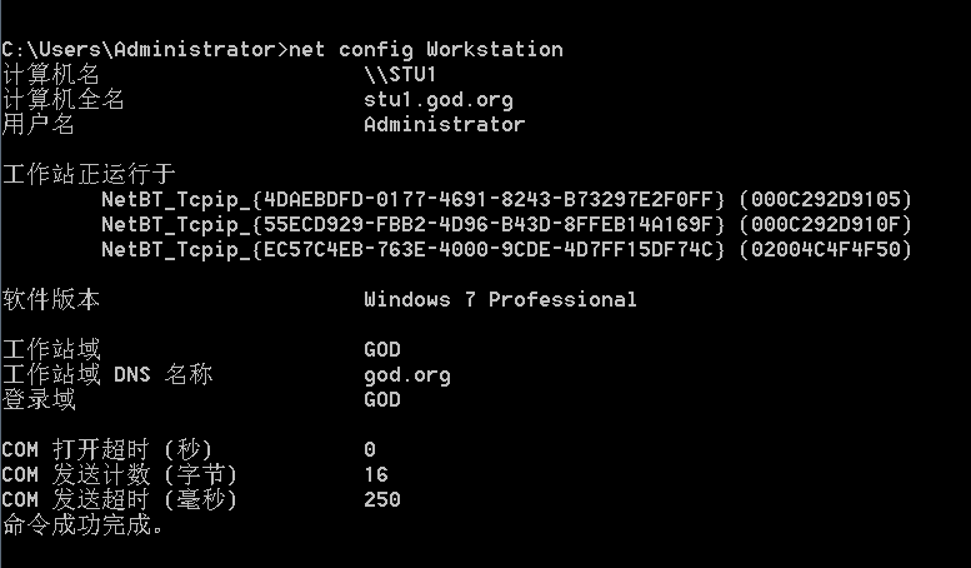 C:\Users\Administrator>net config Workstation
计算机名 \\STU1
计算机全名 stu1.god.org
用户名 Administrator
工作站正运行于
NetBT_Tcpip_{4DAEBDFD-0177-4691-8243-B73297E2F0FF} (000C292D9105)
NetBT_Tcpip_{55ECD929-FBB2-4D96-B43D-8FFEB14A169F} (000C292D910F)
NetBT_Tcpip_{EC57C4EB-763E-4000-9CDE-4D7FF15DF74C} (02004C4F4F50)
软件版本 Windows 7 Professional
工作站域 GOD
工作站域 DNS 名称 god.org
登录域 GOD
COM 打开超时 (秒) 0
COM 发送计数 (字节) 16
COM 发送超时 (毫秒) 250
命令成功完成。